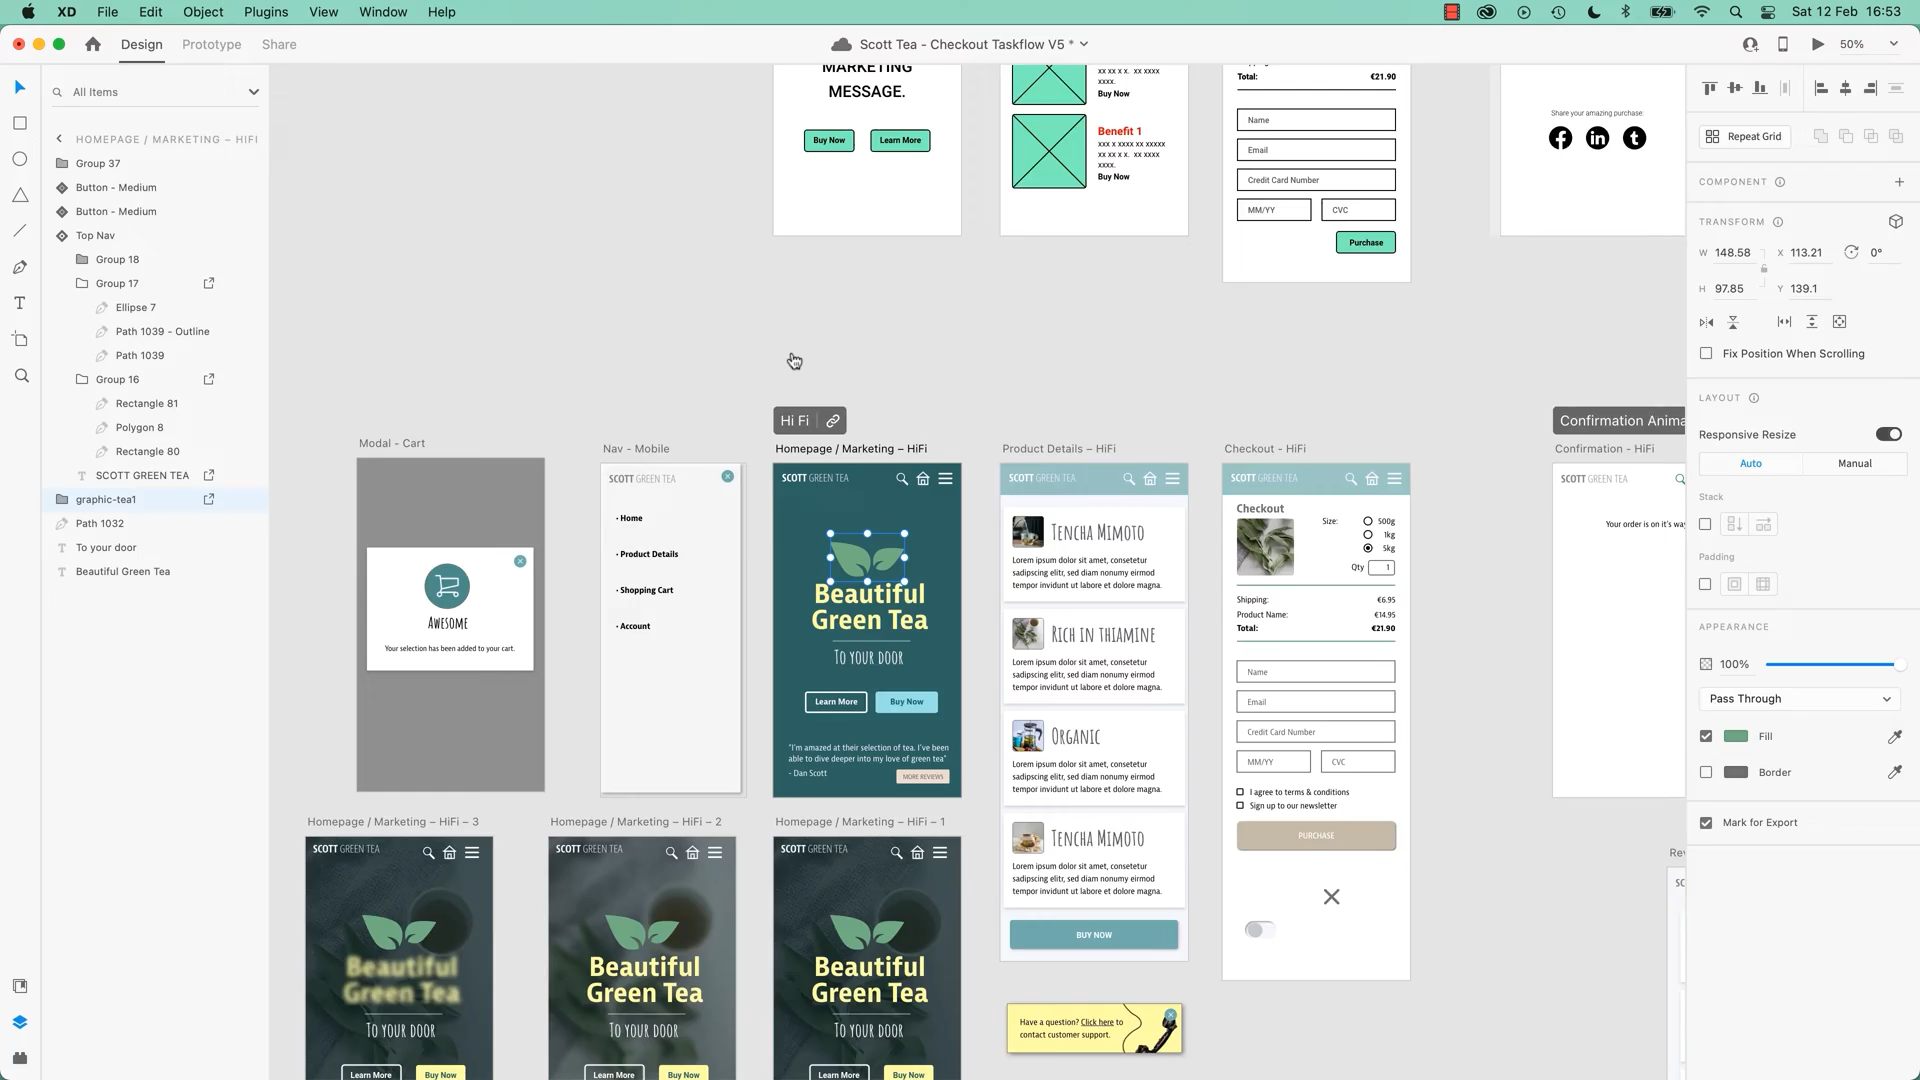 XD File Edit Object Plugins View Window Help
Sat 12 Feb 16:53
Design Prototype Share
Scott Tea - Checkout Taskflow V5 *
50%
All Items
HOMEPAGE / MARKETING – HIFI
Group 37
Button - Medium
Button - Medium
Top Nav
Group 18
Group 17
Ellipse 7
Path 1039 - Outline
Path 1039
Group 16
Rectangle 81
Polygon 8
Rectangle 80
SCOTT GREEN TEA
graphic-tea1
Path 1032
To your door
Beautiful Green Tea
MARKETING
MESSAGE.
Buy Now
Learn More
xx xx x x. xx xxxx
xxxx.
Buy Now
Benefit 1
xxx x xxxx xx xxxxx
xx xx x x. xx xxxx
xxxx.
Buy Now
Total: €21.90
Name
Email
Credit Card Number
MM/YY
CVC
Purchase
Share your amazing purchase:
Hi Fi
Modal - Cart
Awesome
Your selection has been added to your cart.
Nav - Mobile
SCOTT GREEN TEA
· Home
· Product Details
· Shopping Cart
· Account
Homepage / Marketing – HiFi
SCOTT GREEN TEA
Beautiful
Green Tea
To your door
Learn More
Buy Now
"I'm amazed at their selection of tea. I've been
able to dive deeper into my love of green tea"
- Dan Scott
MORE REVIEWS
Product Details – HiFi
SCOTT GREEN TEA
Tencha Mimoto
Lorem ipsum dolor sit amet, consetetur
sadipscing elitr, sed diam nonumy eirmod
tempor invidunt ut labore et dolore magna.
Rich in thiamine
Lorem ipsum dolor sit amet, consetetur
sadipscing elitr, sed diam nonumy eirmod
tempor invidunt ut labore et dolore magna.
Organic
Lorem ipsum dolor sit amet, consetetur
sadipscing elitr, sed diam nonumy eirmod
tempor invidunt ut labore et dolore magna.
Tencha Mimoto
Lorem ipsum dolor sit amet, consetetur
sadipscing elitr, sed diam nonumy eirmod
tempor invidunt ut labore et dolore magna.
BUY NOW
Have a question? Click here to
contact customer support.
Checkout - HiFi
SCOTT GREEN TEA
Checkout
Size: 500g
1kg
5kg
Qty 1
Shipping: €6.95
Product Name: €14.95
Total: €21.90
Name
Email
Credit Card Number
MM/YY
CVC
I agree to terms & conditions
Sign up to our newsletter
PURCHASE
Confirmation Anima
Confirmation - HiFi
SCOTT GREEN TEA
Your order is on it's way
Rev
SC
Homepage / Marketing – HiFi – 3
SCOTT GREEN TEA
Beautiful
Green Tea
To your door
Learn More
Buy Now
Homepage / Marketing – HiFi – 2
SCOTT GREEN TEA
Beautiful
Green Tea
To your door
Learn More
Buy Now
Homepage / Marketing – HiFi – 1
SCOTT GREEN TEA
Beautiful
Green Tea
To your door
Learn More
Buy Now
Repeat Grid
COMPONENT
TRANSFORM
W 148.58 X 113.21 0°
H 97.85 Y 139.1
Fix Position When Scrolling
LAYOUT
Responsive Resize
Auto Manual
Stack
Padding
APPEARANCE
100%
Pass Through
Fill
Border
Mark for Export